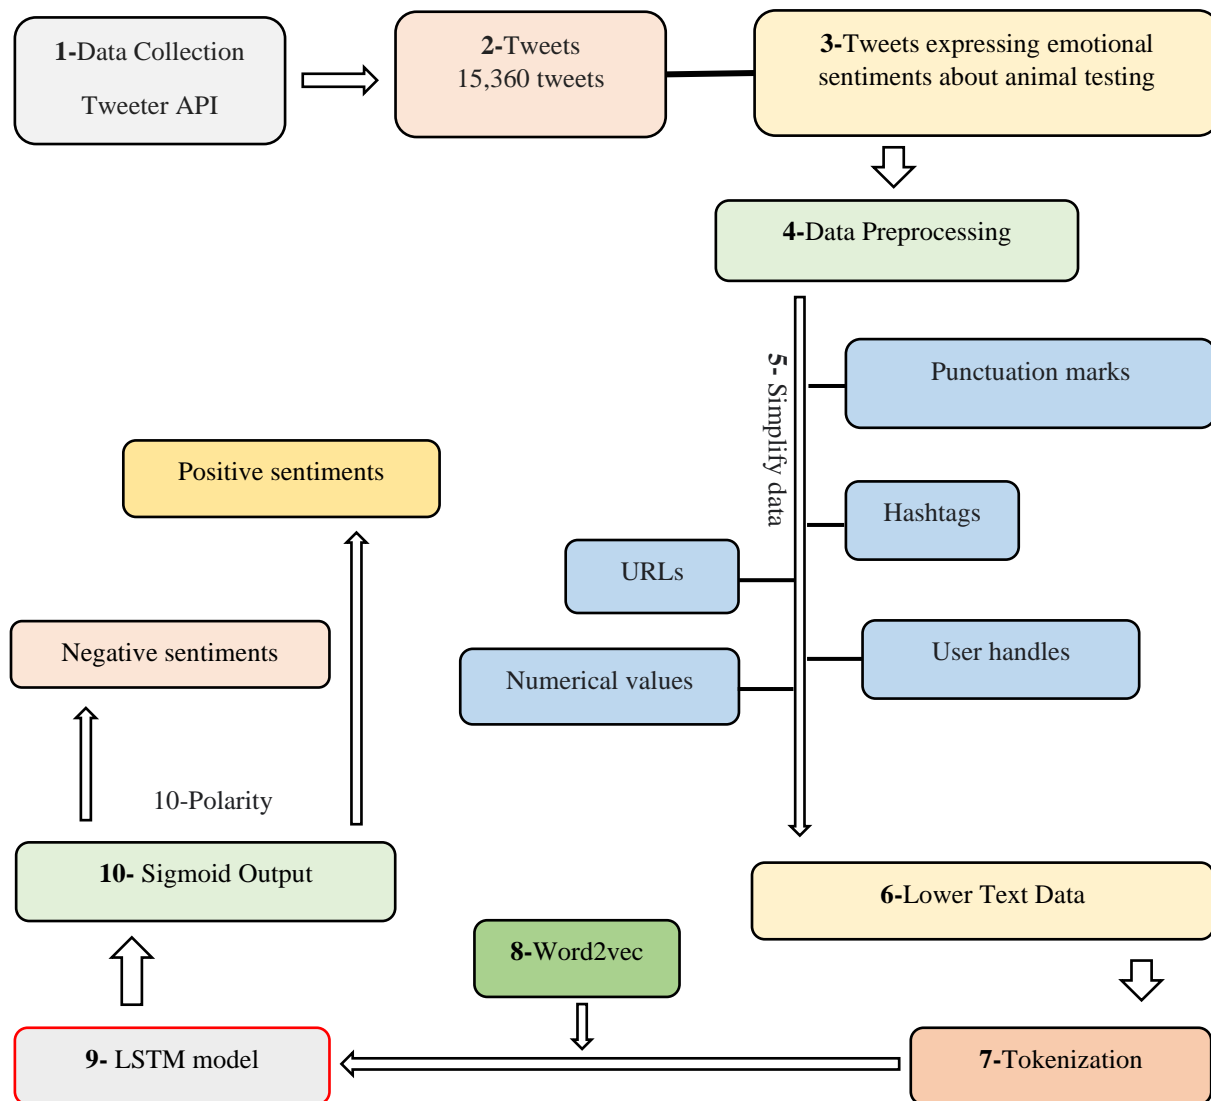 1-Data Collection
Tweeter API
2-Tweets
15,360 tweets
3-Tweets expressing emotional
sentiments about animal testing
4-Data Preprocessing
5- Simplify data
Punctuation marks
Hashtags
URLs
User handles
Numerical values
6-Lower Text Data
7-Tokenization
8-Word2vec
9- LSTM model
10- Sigmoid Output
10-Polarity
Negative sentiments
Positive sentiments